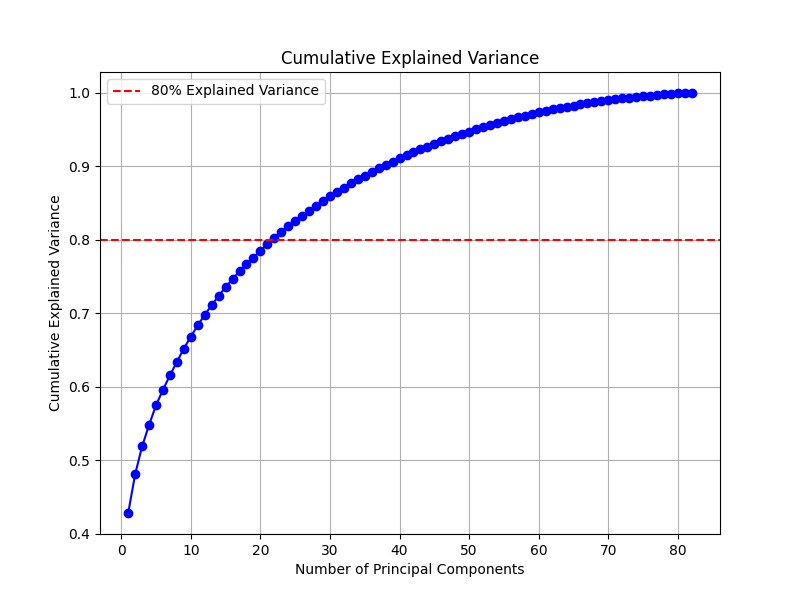 Cumulative Explained Variance
80% Explained Variance
Cumulative Explained Variance
1.0
0.9
0.8
0.7
0.6
0.5
0.4
0 10 20 30 40 50 60 70 80
Number of Principal Components